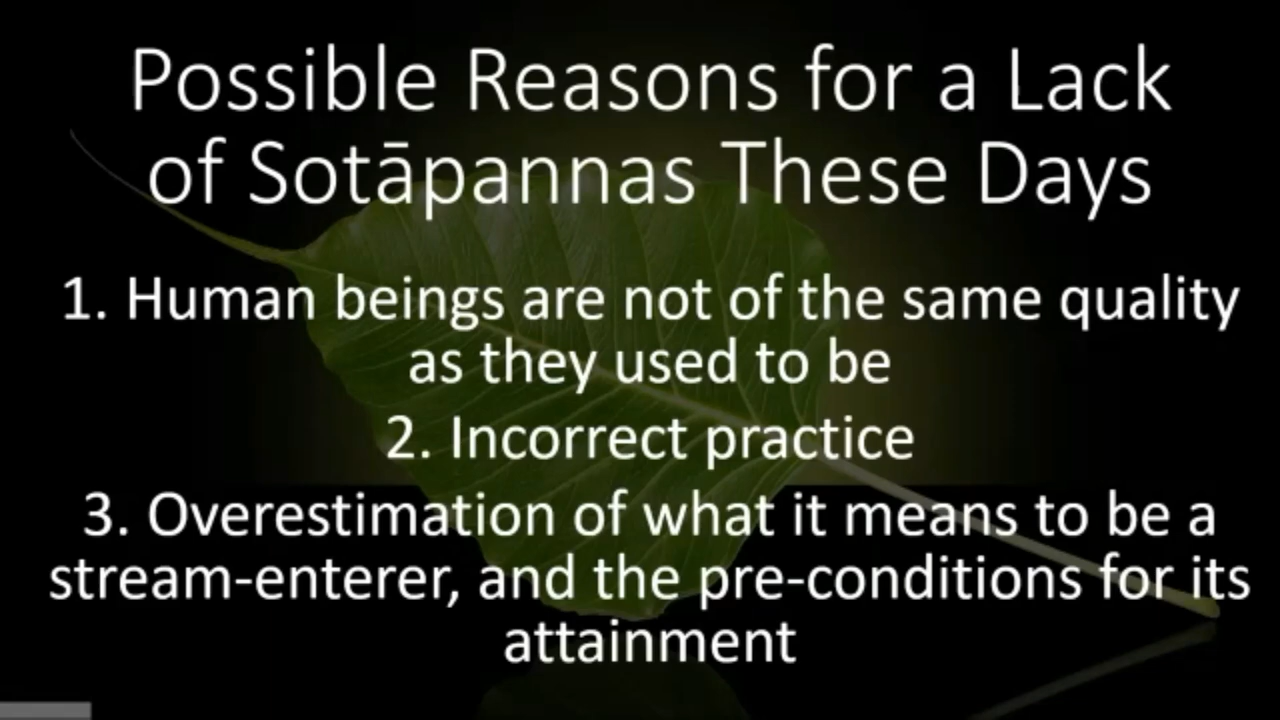 Possible Reasons for a Lack
of Sotāpannas These Days
1. Human beings are not of the same quality
as they used to be
2. Incorrect practice
3. Overestimation of what it means to be a
stream-enterer, and the pre-conditions for its
attainment